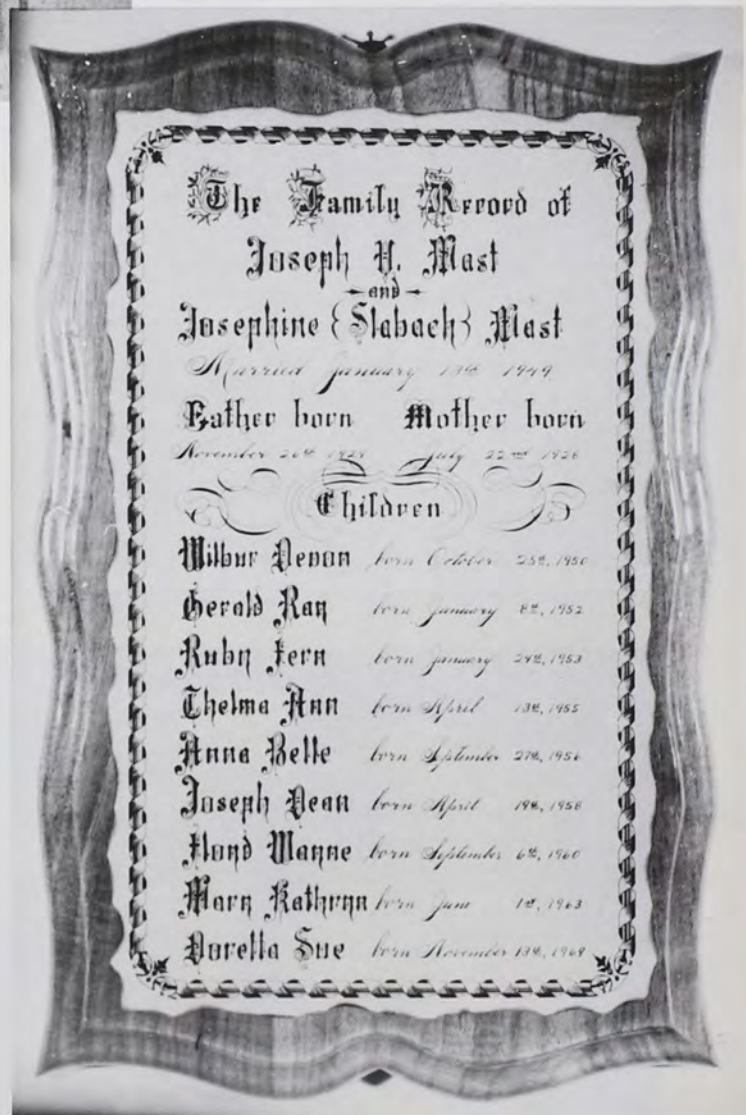 The Family Record of
Joseph H. Mast
and
Josephine {Slabach} Mast
Married January 13th 1949
Father born Mother born
November 26th July 22nd 1928
Children
Wilbur Devon born October 25th, 1950
Gerald Ray born January 8th, 1952
Ruby Fern born January 24th, 1953
Thelma Ann born April 13th, 1955
Anna Belle born September 27th, 1956
Joseph Dean born April 19th, 1958
Floyd Wayne born September 6th, 1960
Mary Kathryn born June 1st, 1963
Doretta Sue born November 13th, 1969